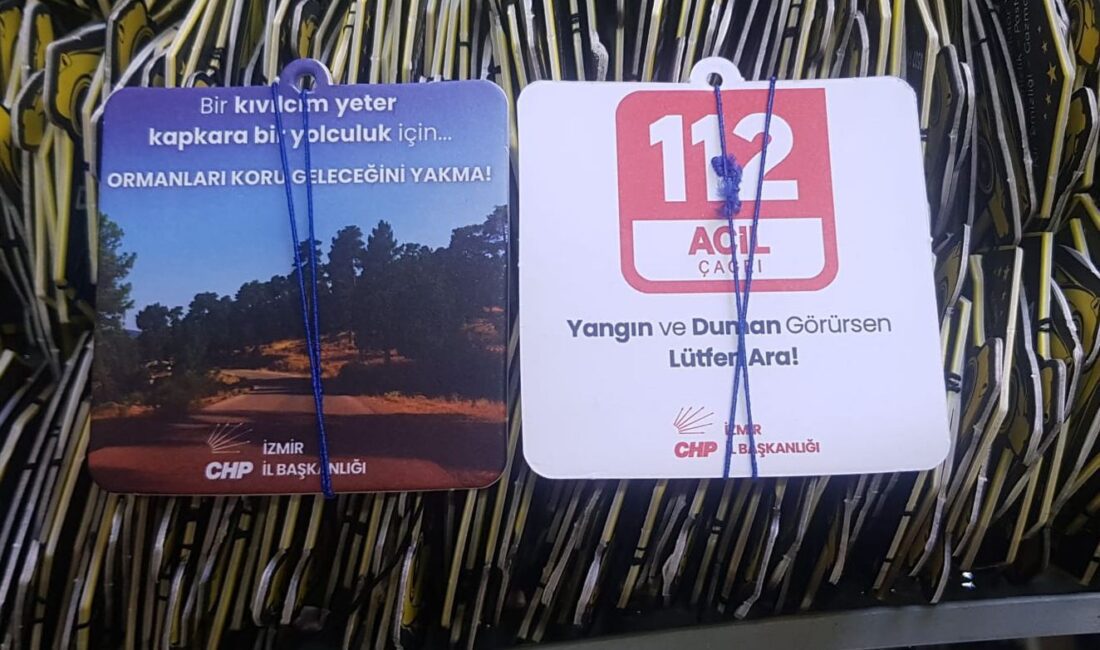 Bir kıvılcım yeter
kapkara bir yolculuk için...
ORMANLARI KORU GELECEĞİNİ YAKMA!
CHP
İZMİR
İL BAŞKANLIĞI
112
ACİL
ÇAĞRI
Yangın ve Duman Görürsen
Lütfen Ara!
CHP
İZMİR
İL BAŞKANLIĞI